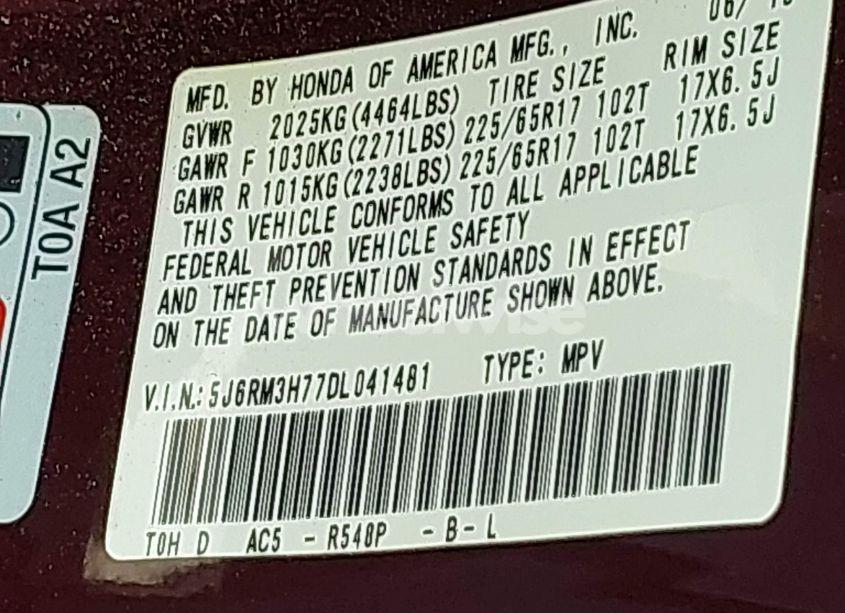 MFD. BY HONDA OF AMERICA MFG., INC. 06/
GVWR 2025KG(4464LBS) TIRE SIZE RIM SIZE
GAWR F 1030KG(2271LBS) 225/65R17 102T 17X6.5J
GAWR R 1015KG(2238LBS) 225/65R17 102T 17X6.5J
THIS VEHICLE CONFORMS TO ALL APPLICABLE
FEDERAL MOTOR VEHICLE SAFETY
AND THEFT PREVENTION STANDARDS IN EFFECT
ON THE DATE OF MANUFACTURE SHOWN ABOVE.
V.I.N.: 5J6RM3H77DL041481 TYPE: MPV
T0H D AC5 - R548P - B - L
T0A A2